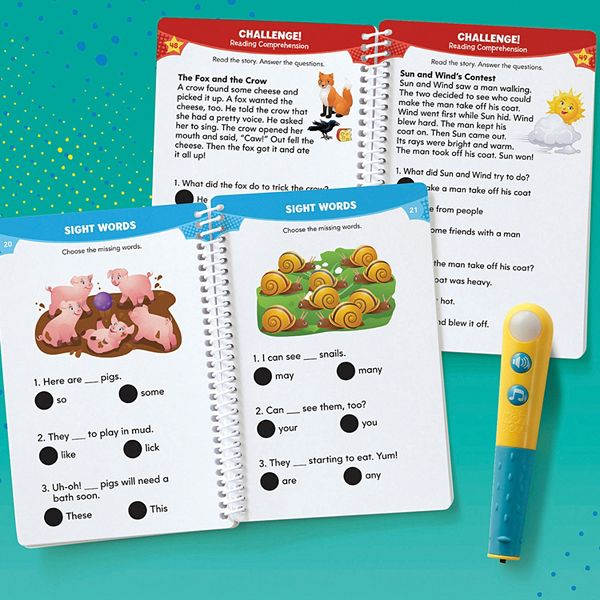 48
CHALLENGE!
Reading Comprehension
Read the story. Answer the questions.
The Fox and the Crow
A crow found some cheese and
picked it up. A fox wanted the
cheese, too. He told the crow that
she had a pretty voice. He asked
her to sing. The crow opened her
mouth and said, "Caw!" Out fell the
cheese. Then the fox got it and ate
it all up!
1. What did the fox do to trick the crow?
He
CHALLENGE!
Reading Comprehension
49
Read the story. Answer the questions.
Sun and Wind's Contest
Sun and Wind saw a man walking.
The two decided to see who could
make the man take off his coat.
Wind went first while Sun hid. Wind
blew hard. The man kept his
coat on. Then Sun came out.
Its rays were bright and warm.
The man took off his coat. Sun won!
1. What did Sun and Wind try to do?
make a man take off his coat
from people
some friends with a man
the man take off his coat?
coat was heavy.
hot.
blew it off.
20
SIGHT WORDS
Choose the missing words.
1. Here are ___ pigs.
so some
2. They ___ to play in mud.
like lick
3. Uh-oh! ___ pigs will need a
bath soon.
These This
SIGHT WORDS
21
Choose the missing words.
1. I can see ___ snails.
may many
2. Can ___ see them, too?
your you
3. They ___ starting to eat. Yum!
are any